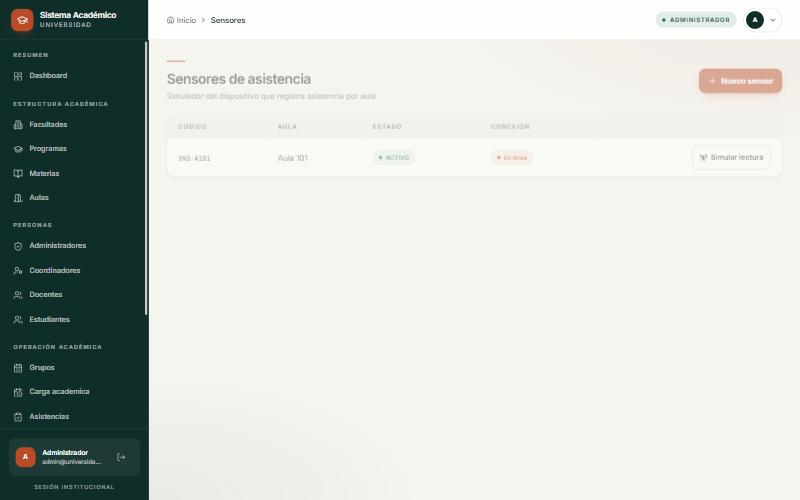 Sistema Académico
UNIVERSIDAD
Inicio > Sensores
ADMINISTRADOR
A
RESUMEN
Dashboard
ESTRUCTURA ACADÉMICA
Facultades
Programas
Materias
Aulas
PERSONAS
Administradores
Coordinadores
Docentes
Estudiantes
OPERACIÓN ACADÉMICA
Grupos
Carga academica
Asistencias
A
Administrador
admin@universida...
SESIÓN INSTITUCIONAL
Sensores de asistencia
Simulador del dispositivo que registra asistencia por aula
+ Nuevo sensor
CODIGO AULA ESTADO CONEXION
SNS-A101 Aula 101 ACTIVO En linea Simular lectura